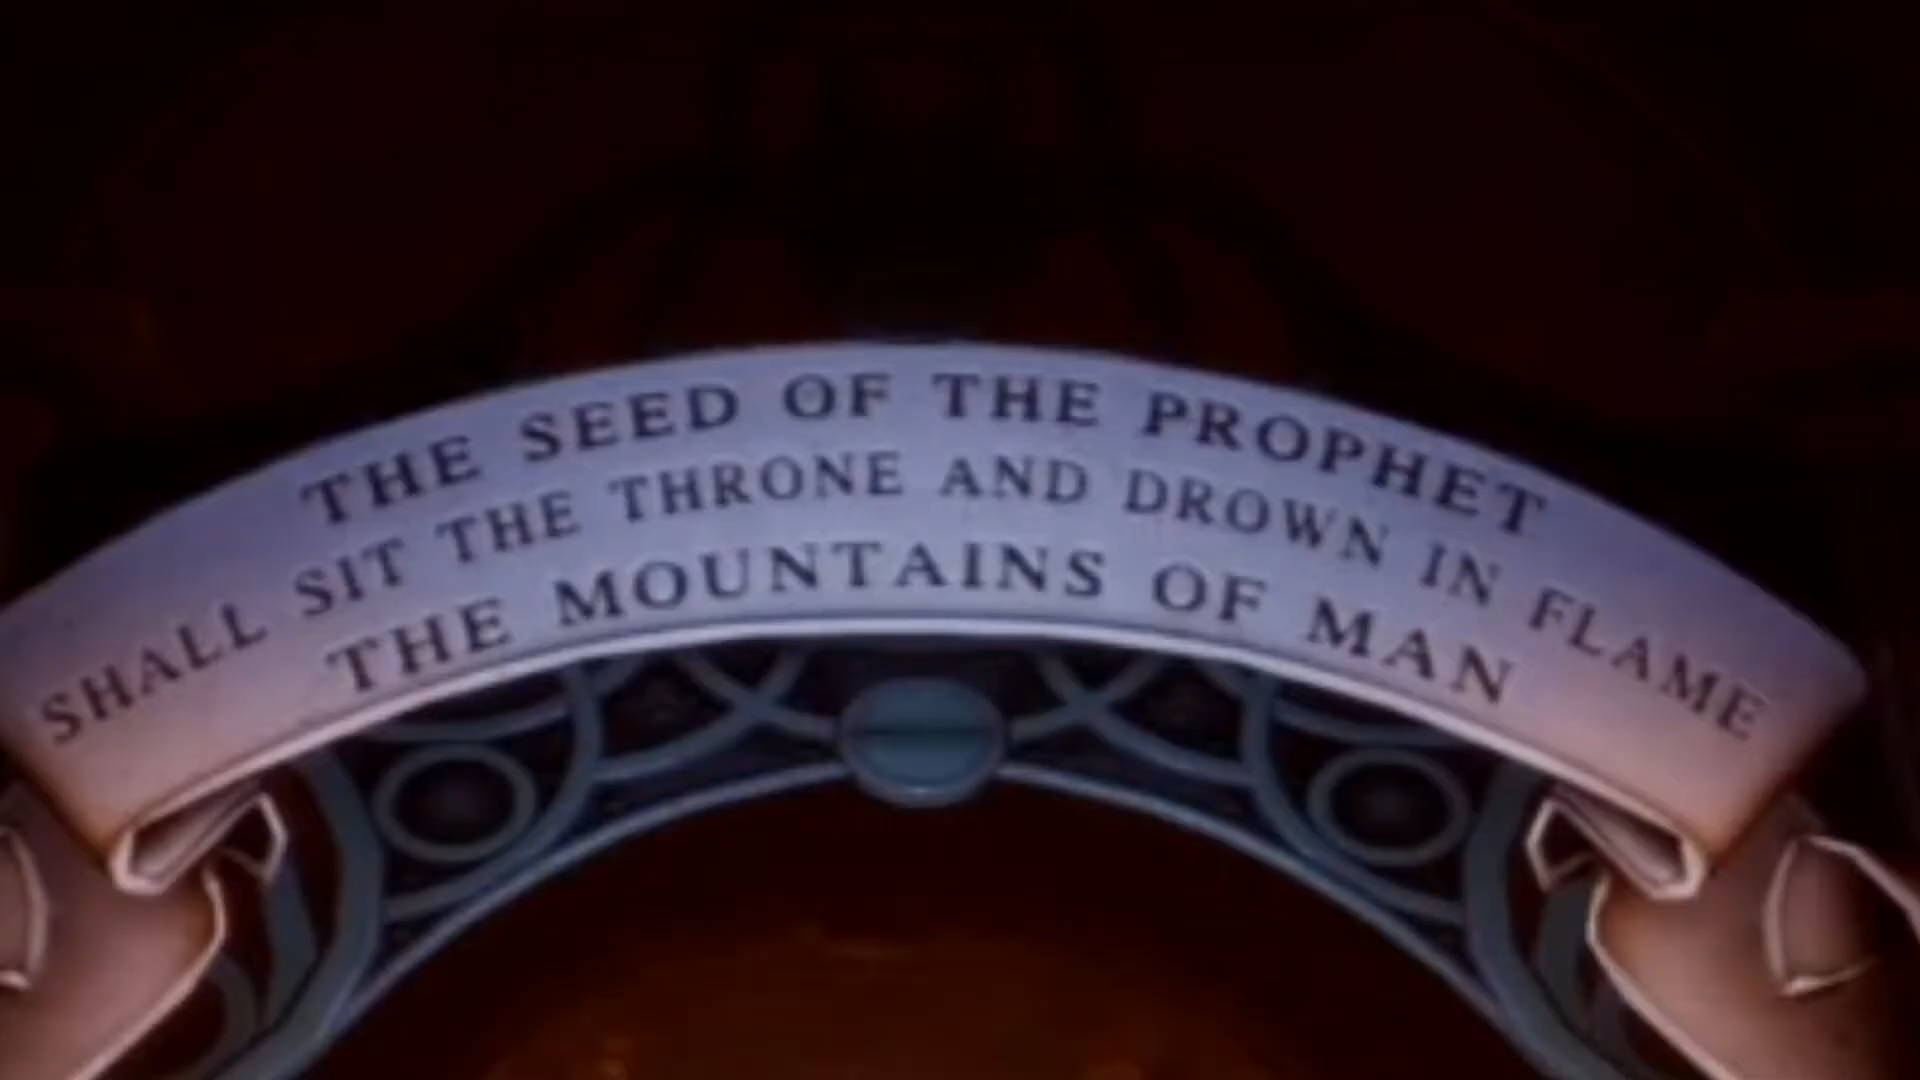 THE SEED OF THE PROPHET
SHALL SIT THE THRONE AND DROWN IN FLAME
THE MOUNTAINS OF MAN